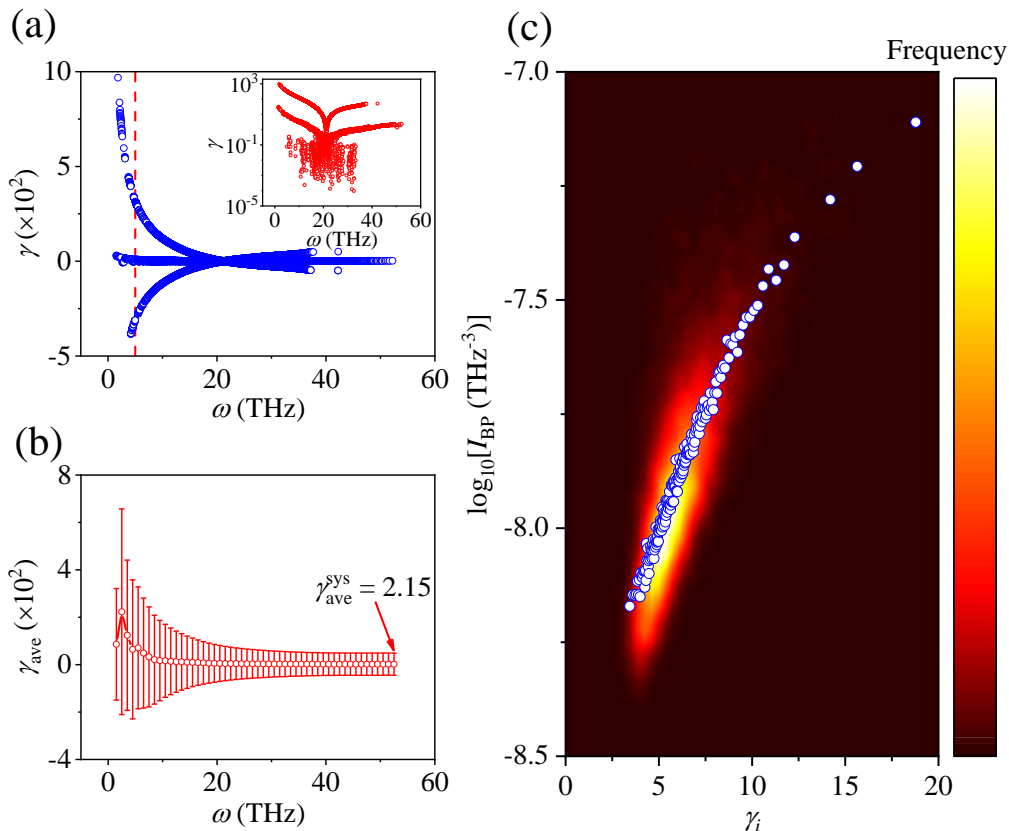 (a)
10
5
0
-5
γ (×10²)
0 20 40 60
ω (THz)
10³
10⁻¹
10⁻⁵
γ
0 20 40 60
ω (THz)
(b)
8
4
0
-4
γ_ave (×10²)
γ_ave^sys = 2.15
0 20 40 60
ω (THz)
(c)
Frequency
-7.0
-7.5
-8.0
-8.5
log₁₀[I_BP (THz⁻³)]
0 5 10 15 20
γ_i